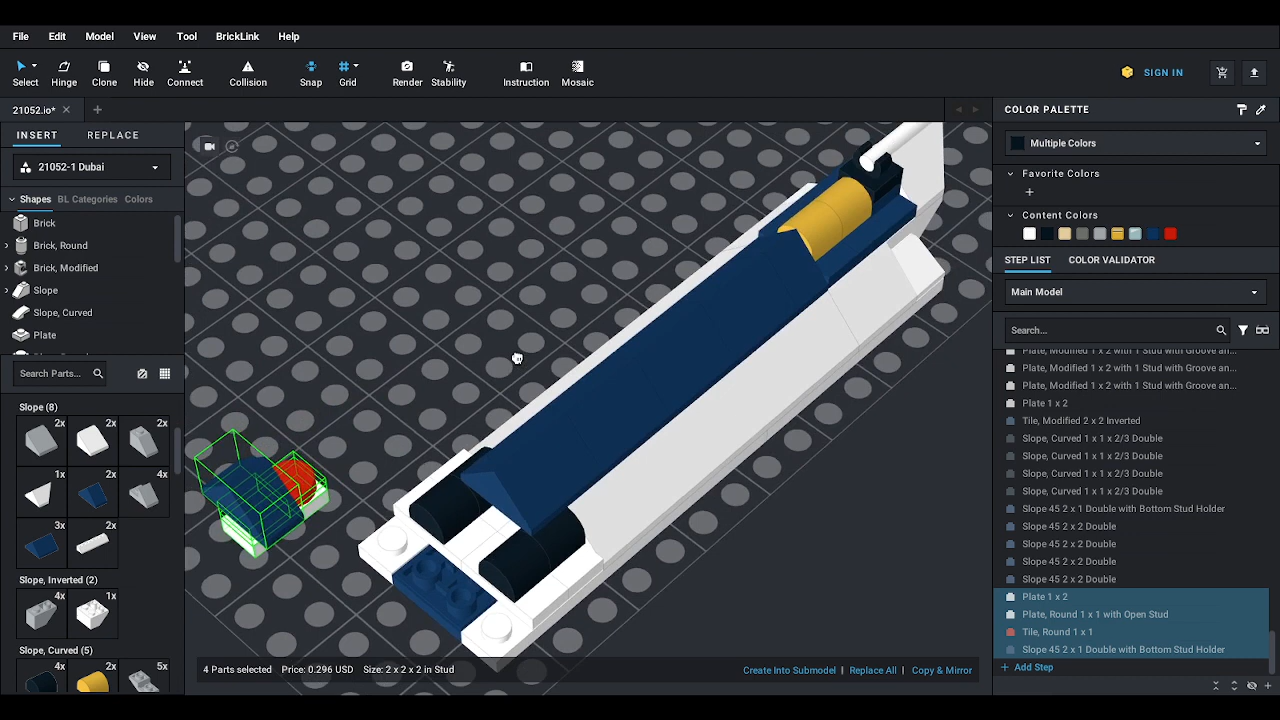 File Edit Model View Tool BrickLink Help
Select Hinge Clone Hide Connect Collision Snap Grid Render Stability Instruction Mosaic
SIGN IN
21052.io*
INSERT REPLACE
21052-1 Dubai
Shapes BL Categories Colors
Brick
Brick, Round
Brick, Modified
Slope
Slope, Curved
Plate
Search Parts...
Slope (8)
2x 2x 2x
1x 2x 4x
3x 2x
Slope, Inverted (2)
4x 1x
Slope, Curved (5)
4x 2x 5x
4 Parts selected Price: 0.296 USD Size: 2 x 2 x 2 in Stud
Create Into Submodel | Replace All | Copy & Mirror
COLOR PALETTE
Multiple Colors
Favorite Colors
Content Colors
STEP LIST COLOR VALIDATOR
Main Model
Search...
Plate, Modified 1 x 2 with 1 Stud with Groove an...
Plate, Modified 1 x 2 with 1 Stud with Groove an...
Plate, Modified 1 x 2 with 1 Stud with Groove an...
Plate 1 x 2
Tile, Modified 2 x 2 Inverted
Slope, Curved 1 x 1 x 2/3 Double
Slope, Curved 1 x 1 x 2/3 Double
Slope, Curved 1 x 1 x 2/3 Double
Slope, Curved 1 x 1 x 2/3 Double
Slope 45 2 x 1 Double with Bottom Stud Holder
Slope 45 2 x 2 Double
Slope 45 2 x 2 Double
Slope 45 2 x 2 Double
Slope 45 2 x 2 Double
Plate 1 x 2
Plate, Round 1 x 1 with Open Stud
Tile, Round 1 x 1
Slope 45 2 x 1 Double with Bottom Stud Holder
+ Add Step